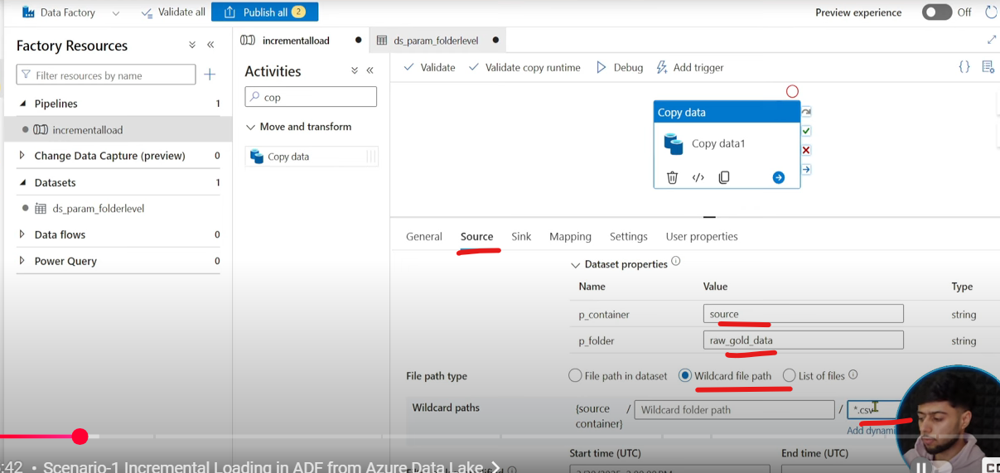 Data Factory
Validate all
Publish all 2
Preview experience
Off
Factory Resources
Filter resources by name
Pipelines 1
incrementalload
Change Data Capture (preview) 0
Datasets 1
ds_param_folderlevel
Data flows 0
Power Query 0
incrementalload
ds_param_folderlevel
Activities
cop
Move and transform
Copy data
Validate
Validate copy runtime
Debug
Add trigger
{}
Copy data
Copy data1
General
Source
Sink
Mapping
Settings
User properties
Dataset properties
Name Value Type
p_container source string
p_folder raw_gold_data string
File path type
File path in dataset
Wildcard file path
List of files
Wildcard paths
(source container)
/ Wildcard folder path / *.csv
Add dynami
Start time (UTC) End time (UTC)
:42 • Scenario-1 Incremental Loading in ADF from Azure Data Lake